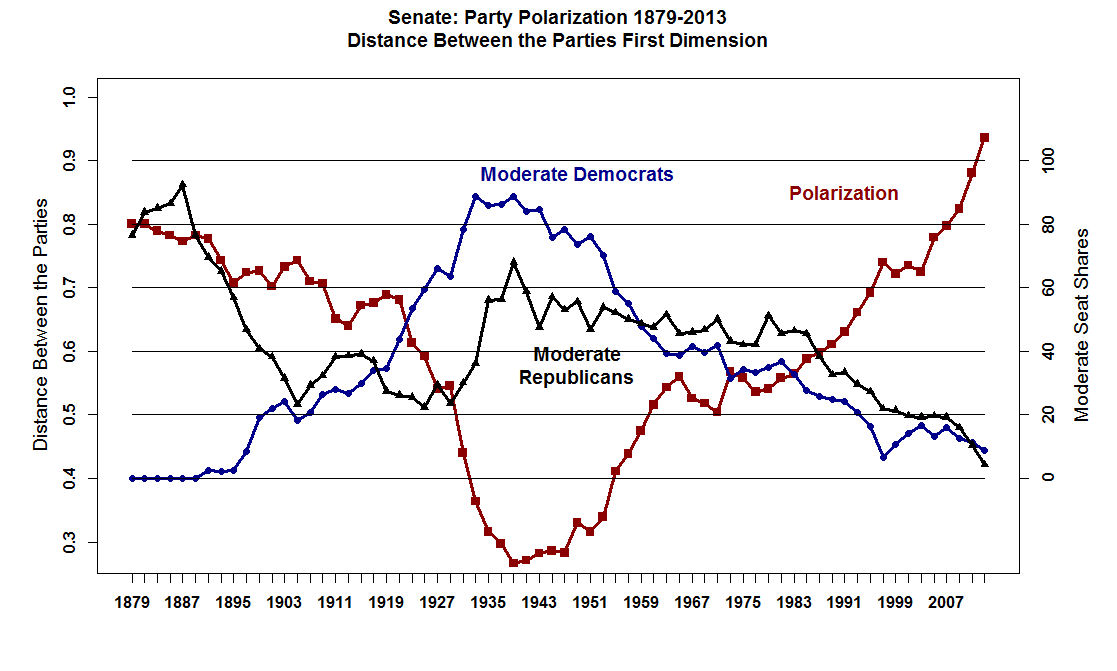 Senate: Party Polarization 1879-2013
Distance Between the Parties First Dimension
Distance Between the Parties
1.0
0.9
0.8
0.7
0.6
0.5
0.4
0.3
Moderate Democrats
Polarization
Moderate
Republicans
100
80
60
40
20
0
Moderate Seat Shares
1879 1887 1895 1903 1911 1919 1927 1935 1943 1951 1959 1967 1975 1983 1991 1999 2007